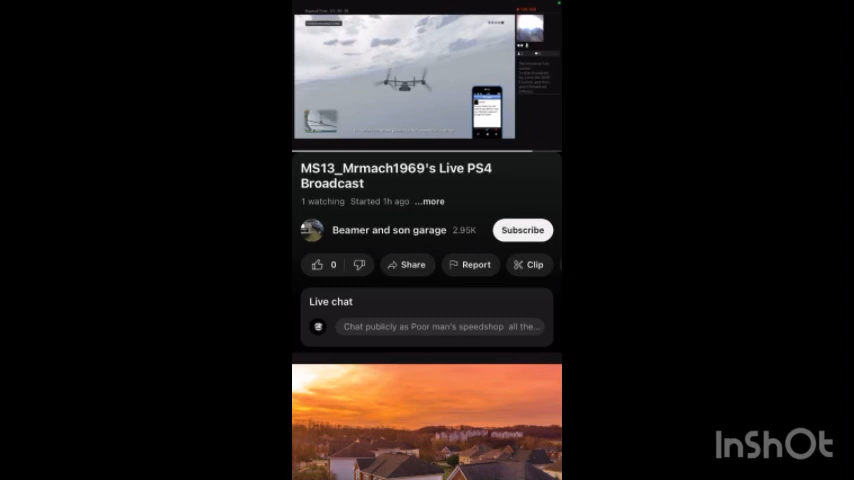 MS13_Mrmach1969's Live PS4
Broadcast
1 watching Started 1h ago ...more
Beamer and son garage 2.95K Subscribe
0 Share Report Clip
Live chat
Chat publicly as Poor man's speedshop all the...
InShOt